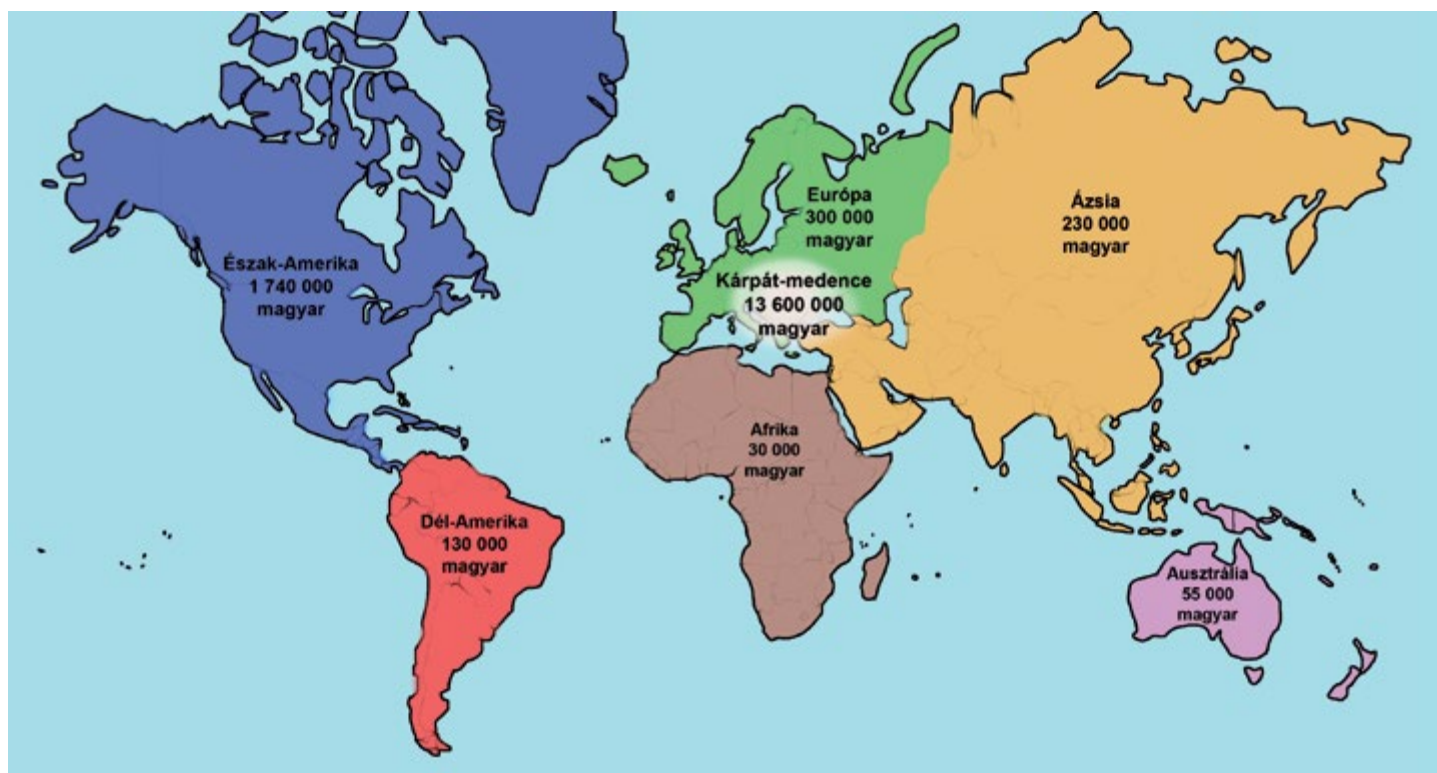 Európa
300 000
magyar
Ázsia
230 000
magyar
Észak-Amerika
1 740 000
magyar
Kárpát-medence
13 600 000
magyar
Afrika
30 000
magyar
Dél-Amerika
130 000
magyar
Ausztrália
55 000
magyar